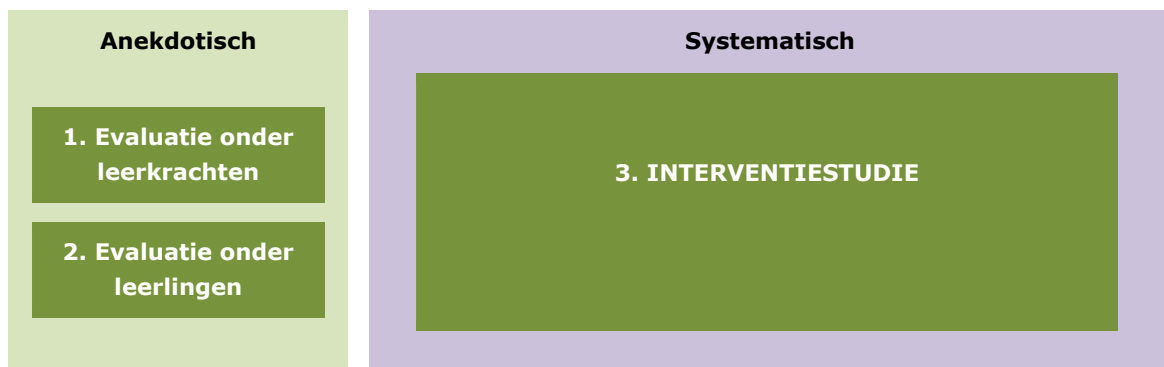 Anekdotisch
1. Evaluatie onder
leerkrachten
2. Evaluatie onder
leerlingen
Systematisch
3. INTERVENTIESTUDIE